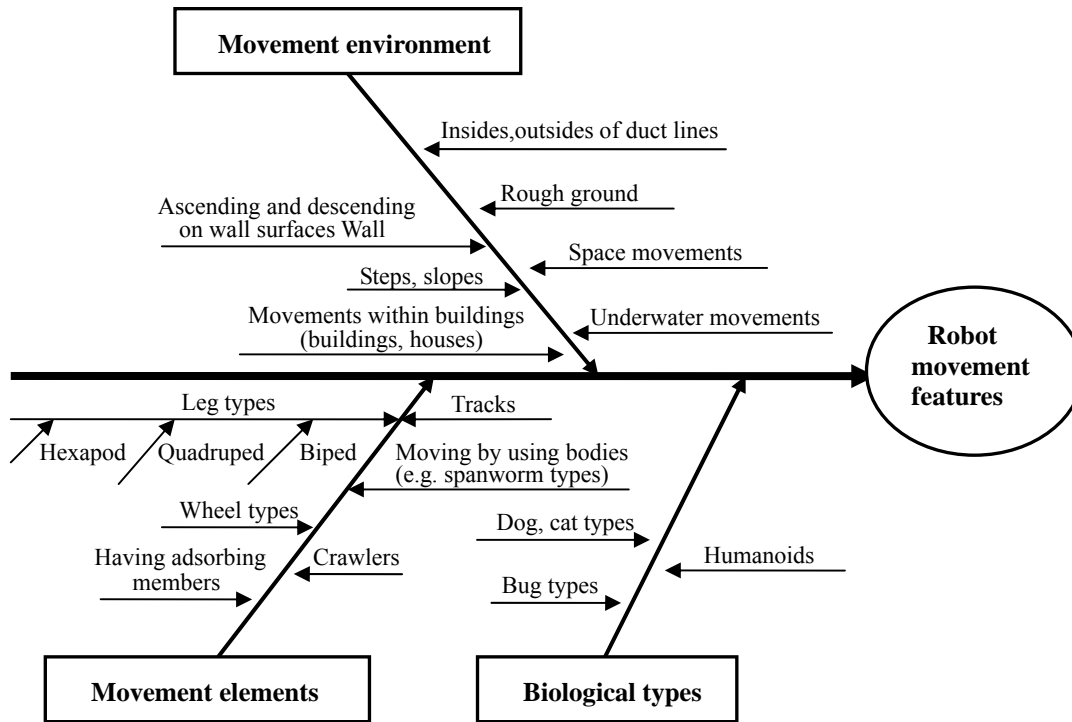 Movement environment
Insides,outsides of duct lines
Rough ground
Ascending and descending
on wall surfaces Wall
Space movements
Steps, slopes
Underwater movements
Movements within buildings
(buildings, houses)
Robot
movement
features
Leg types
Tracks
Hexapod
Quadruped
Biped
Moving by using bodies
(e.g. spanworm types)
Wheel types
Having adsorbing
members
Crawlers
Dog, cat types
Humanoids
Bug types
Movement elements
Biological types